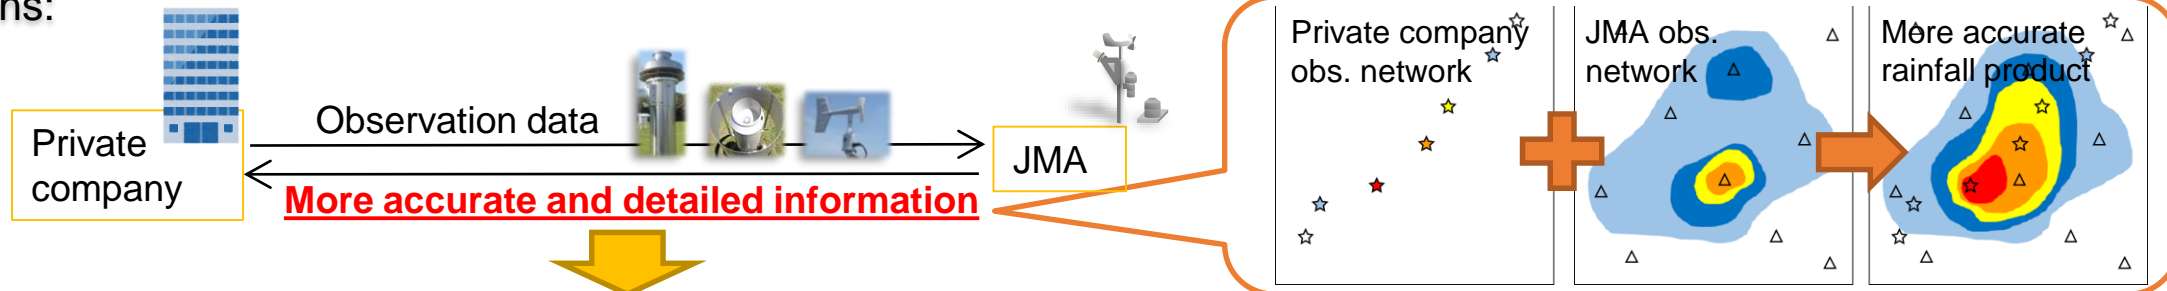 ns:
Private
company
Observation data
More accurate and detailed information
JMA
Private company
obs. network
JMA obs.
network
More accurate
rainfall product